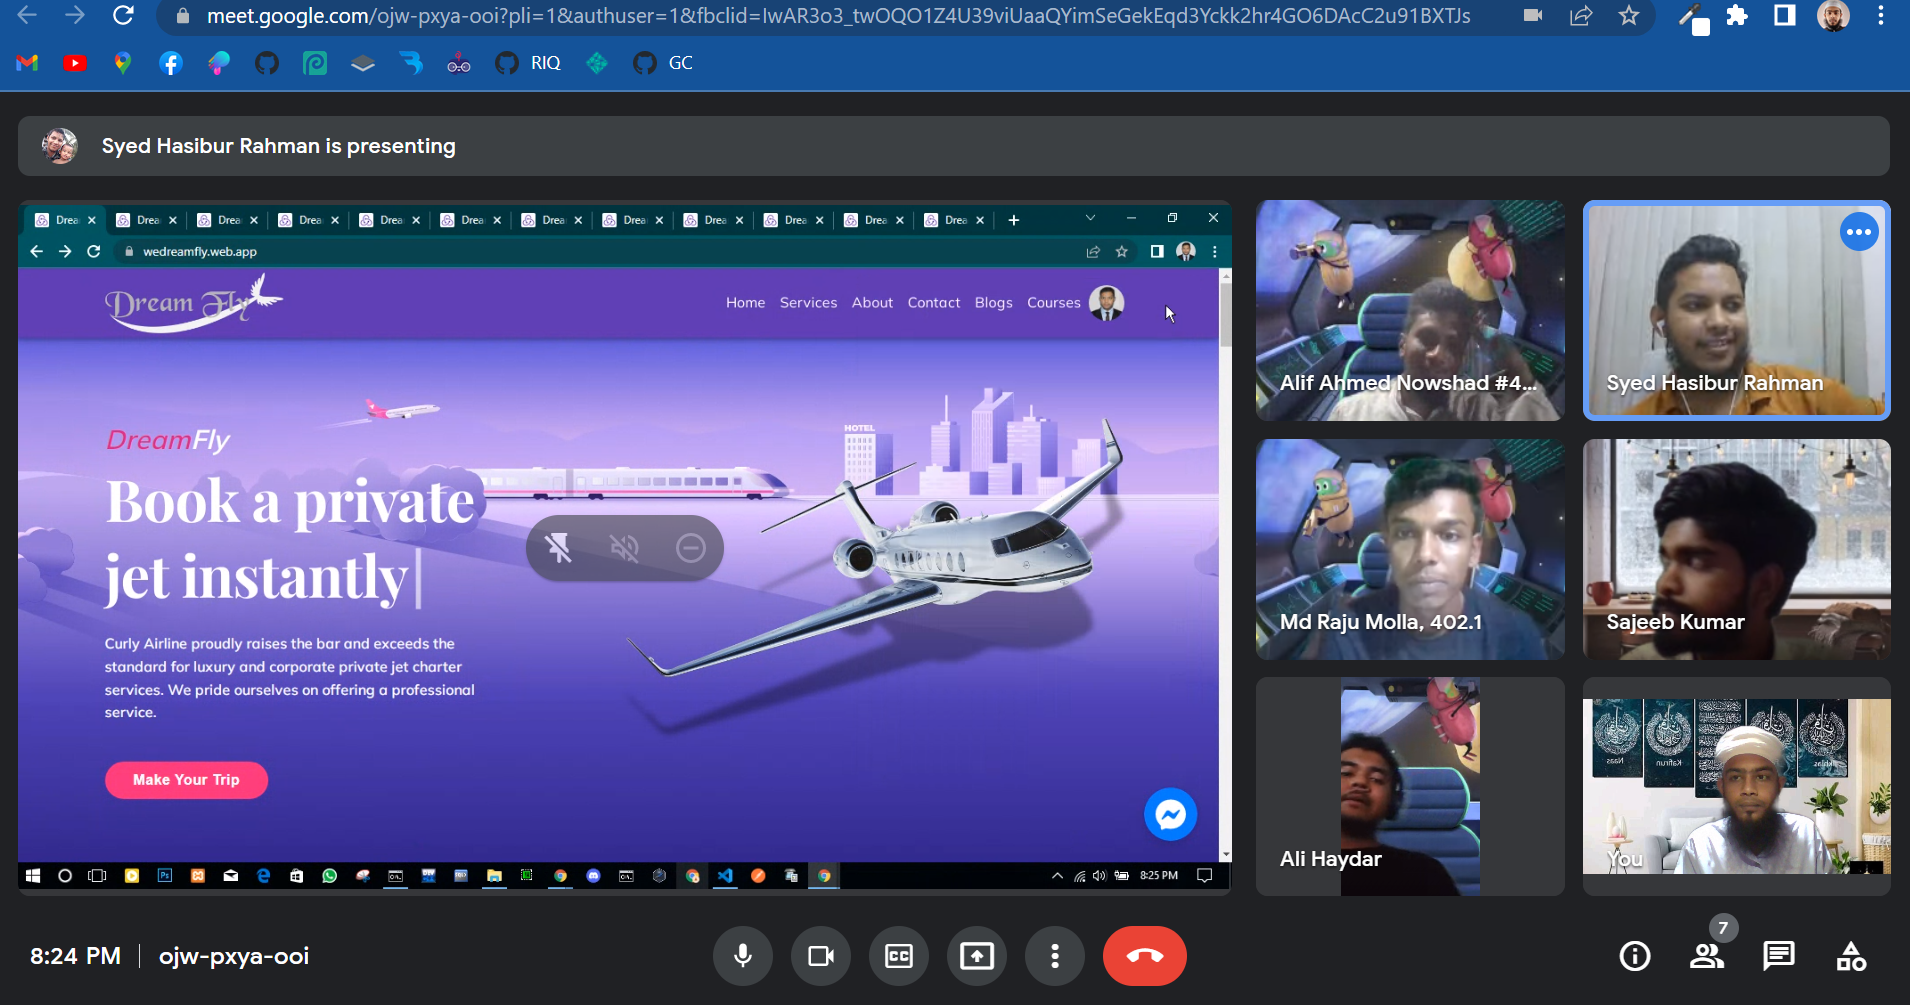 meet.google.com/ojw-pxya-ooi?pli=1&authuser=1&fbclid=IwAR3o3_twOQO1Z4U39viUaaQYimSeGekEqd3Yckk2hr4GO6DAcC2u91BXTJs
RIQ
GC
Syed Hasibur Rahman is presenting
Drea Drea Drea Drea Drea Drea Drea Drea Drea Drea Drea Drea
wedreamfly.web.app
Dream Fly
Home Services About Contact Blogs Courses
HOTEL
DreamFly
Book a private
jet instantly
Curly Airline proudly raises the bar and exceeds the
standard for luxury and corporate private jet charter
services. We pride ourselves on offering a professional
service.
Make Your Trip
8:25 PM
Alif Ahmed Nowshad #4...
Syed Hasibur Rahman
Md Raju Molla, 402.1
Sajeeb Kumar
Ali Haydar
You
8:24 PM
ojw-pxya-ooi
CC
7